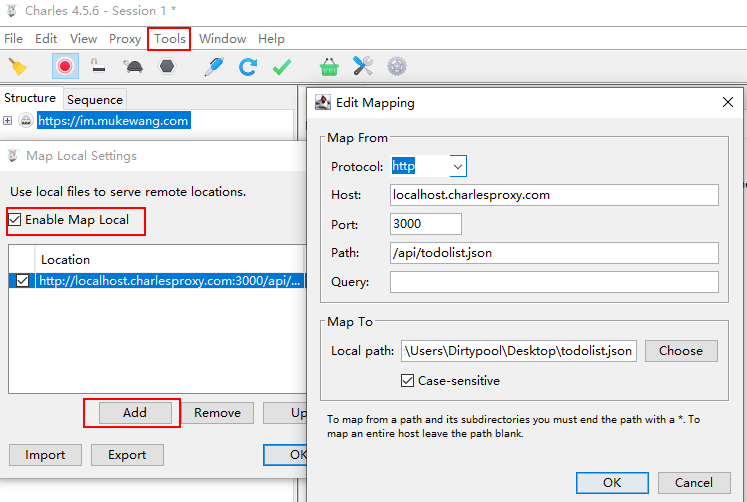 Charles 4.5.6 - Session 1 *
File Edit View Proxy Tools Window Help
Structure Sequence
https://im.mukewang.com
Map Local Settings
Use local files to serve remote locations.
Enable Map Local
Location
http://localhost.charlesproxy.com:3000/api/...
Add Remove Up
Import Export OK
Edit Mapping
Map From
Protocol: http
Host: localhost.charlesproxy.com
Port: 3000
Path: /api/todolist.json
Query:
Map To
Local path: :\Users\Dirtypool\Desktop\todolist.json Choose
Case-sensitive
To map from a path and its subdirectories you must end the path with a *. To
map an entire host leave the path blank.
OK Cancel